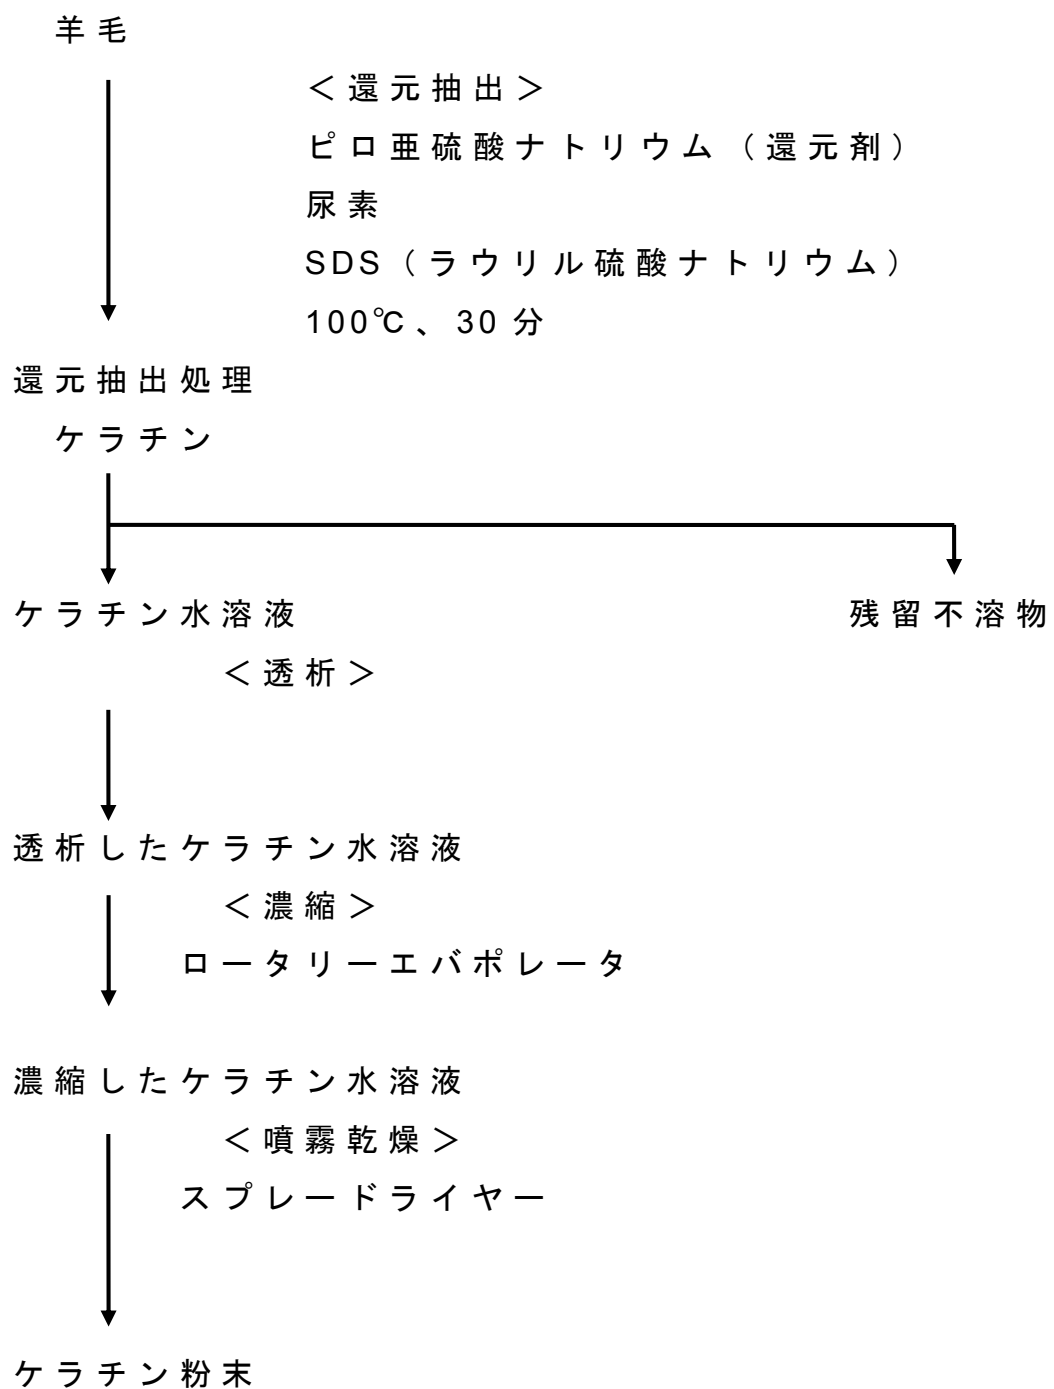 羊毛
＜還元抽出＞
ピロ亜硫酸ナトリウム（還元剤）
尿素
SDS（ラウリル硫酸ナトリウム）
100℃、30分
還元抽出処理
ケラチン
ケラチン水溶液
残留不溶物
＜透析＞
透析したケラチン水溶液
＜濃縮＞
ロータリーエバポレータ
濃縮したケラチン水溶液
＜噴霧乾燥＞
スプレードライヤー
ケラチン粉末